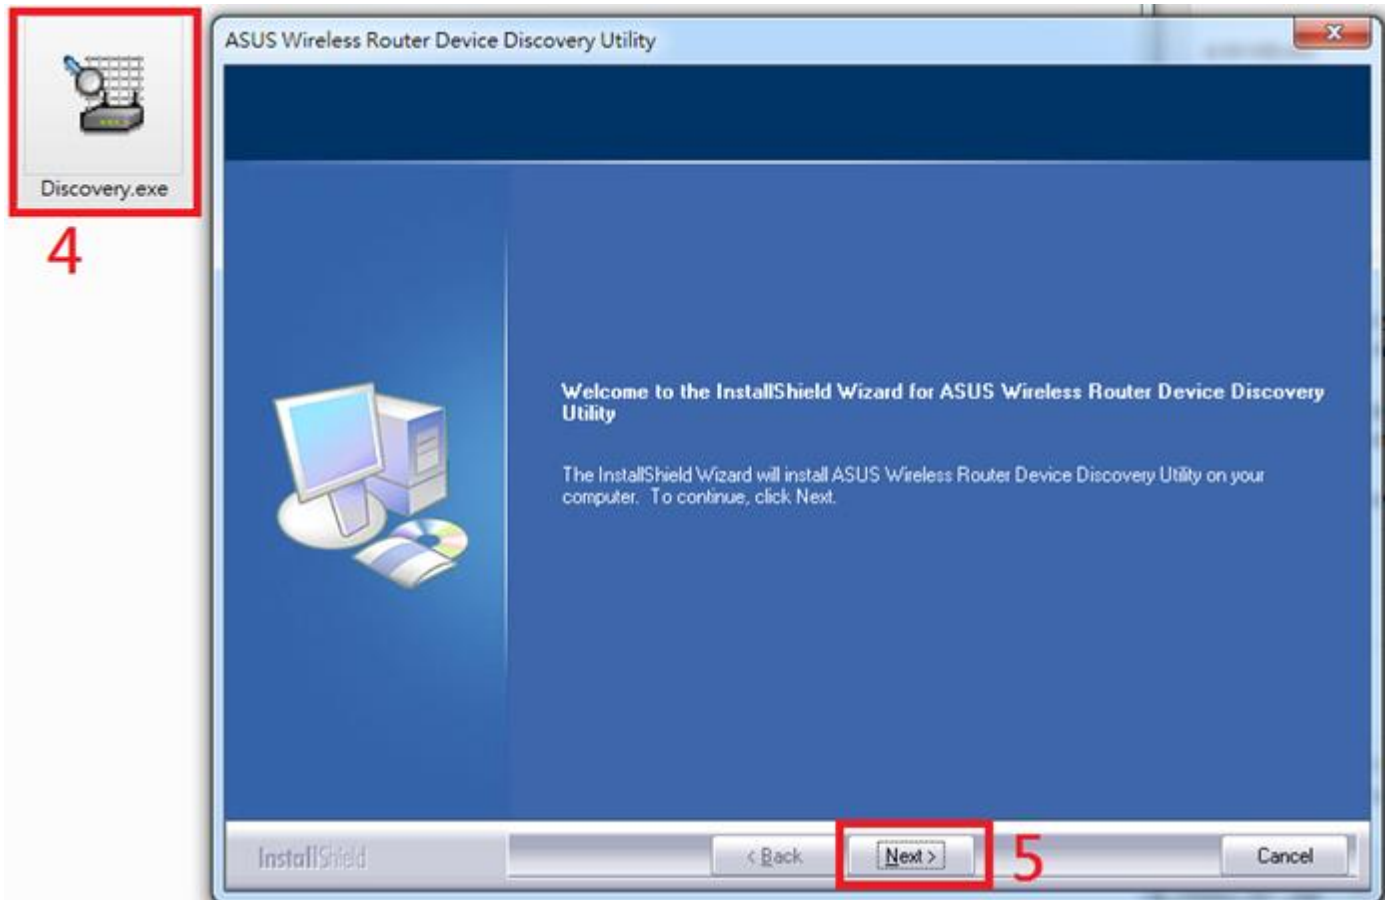 ASUS Wireless Router Device Discovery Utility
Discovery.exe
4
Welcome to the InstallShield Wizard for ASUS Wireless Router Device Discovery
Utility
The InstallShield Wizard will install ASUS Wireless Router Device Discovery Utility on your
computer. To continue, click Next.
InstallShield
< Back
Next >
5
Cancel